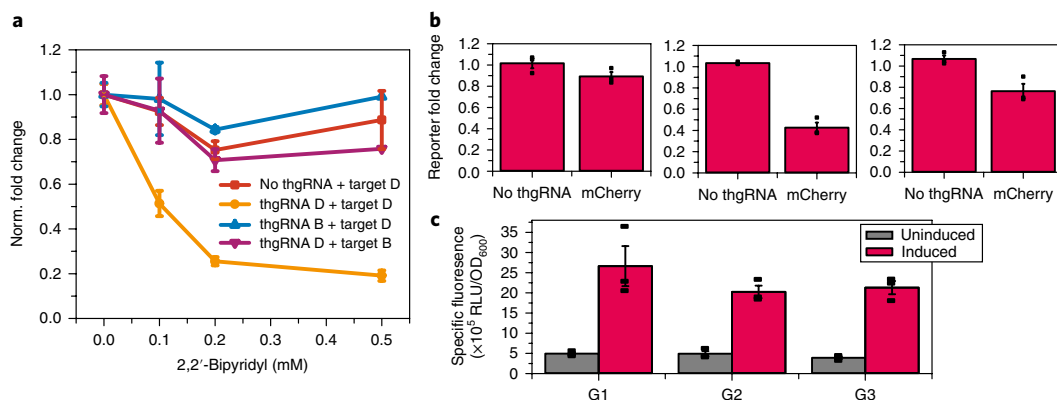 a
Norm. fold change
1.2
1.0
0.8
0.6
0.4
0.2
0.0
0.0 0.1 0.2 0.3 0.4 0.5
2,2′-Bipyridyl (mM)
No thgRNA + target D
thgRNA D + target D
thgRNA B + target D
thgRNA D + target B
b
Reporter fold change
1.2
1.0
0.8
0.6
0.4
0.2
0
No thgRNA mCherry
1.2
1.0
0.8
0.6
0.4
0.2
0
No thgRNA mCherry
1.2
1.0
0.8
0.6
0.4
0.2
0
No thgRNA mCherry
c
Specific fluoresence
(×10⁵ RLU/OD₆₀₀)
35
30
25
20
15
10
5
0
Uninduced
Induced
G1 G2 G3